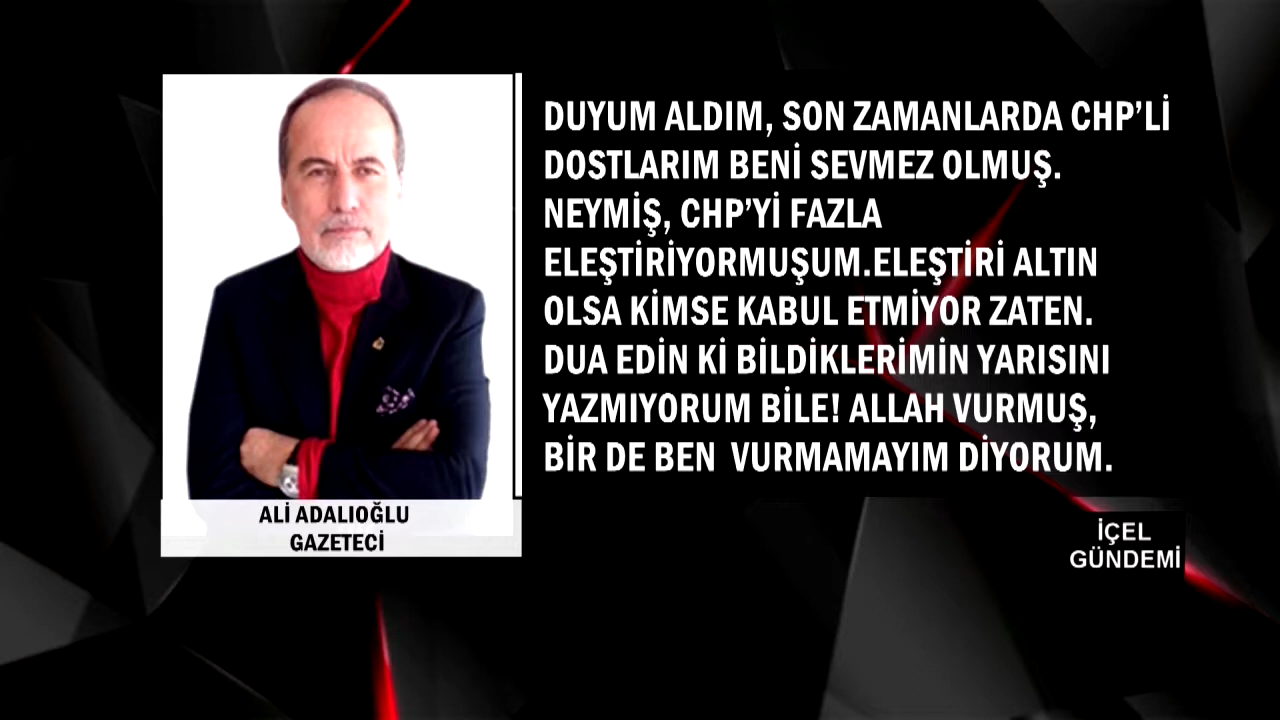 DUYUM ALDIM, SON ZAMANLARDA CHP'Lİ
DOSTLARIM BENİ SEVMEZ OLMUŞ.
NEYMİŞ, CHP'Yİ FAZLA
ELEŞTİRİYORMUŞUM.ELEŞTİRİ ALTIN
OLSA KİMSE KABUL ETMİYOR ZATEN.
DUA EDİN Kİ BİLDİKLERİMİN YARISINI
YAZMIYORUM BİLE! ALLAH VURMUŞ,
BİR DE BEN  VURMAMAYIM DİYORUM.
ALİ ADALIOĞLU
GAZETECİ
İÇEL
GÜNDEMİ